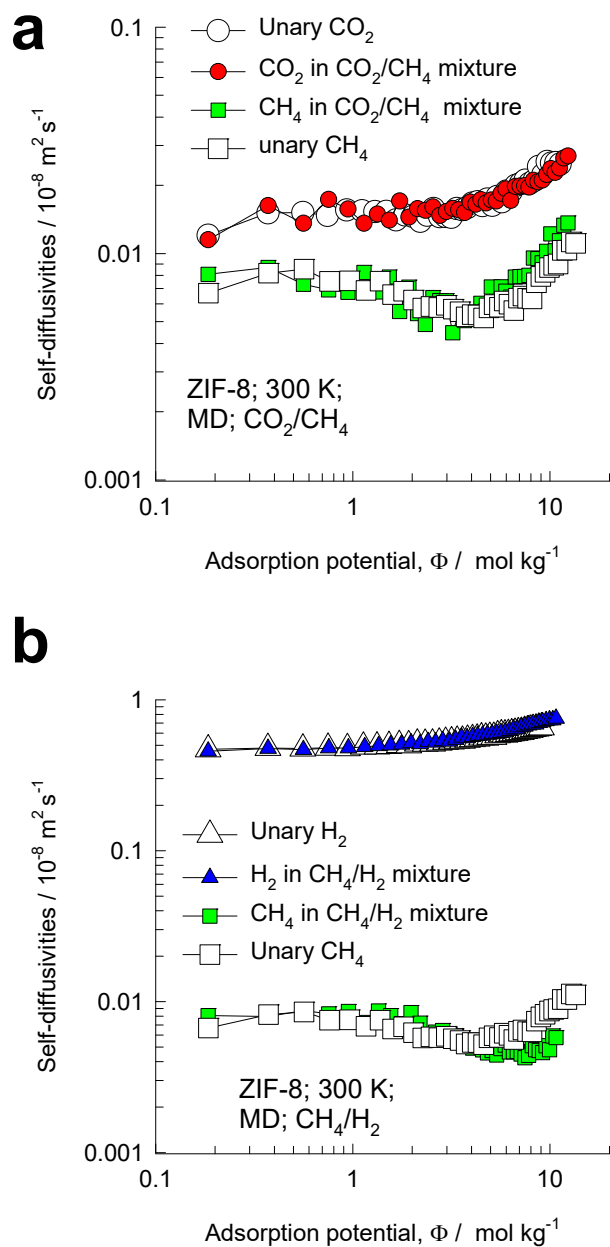 a
0.1
Unary CO₂
CO₂ in CO₂/CH₄ mixture
CH₄ in CO₂/CH₄ mixture
unary CH₄
Self-diffusivities / 10⁻⁸ m² s⁻¹
0.01
ZIF-8; 300 K;
MD; CO₂/CH₄
0.001
0.1 1 10
Adsorption potential, Φ / mol kg⁻¹
b
1
Self-diffusivities / 10⁻⁸ m² s⁻¹
Unary H₂
0.1
H₂ in CH₄/H₂ mixture
CH₄ in CH₄/H₂ mixture
Unary CH₄
0.01
ZIF-8; 300 K;
MD; CH₄/H₂
0.001
0.1 1 10
Adsorption potential, Φ / mol kg⁻¹